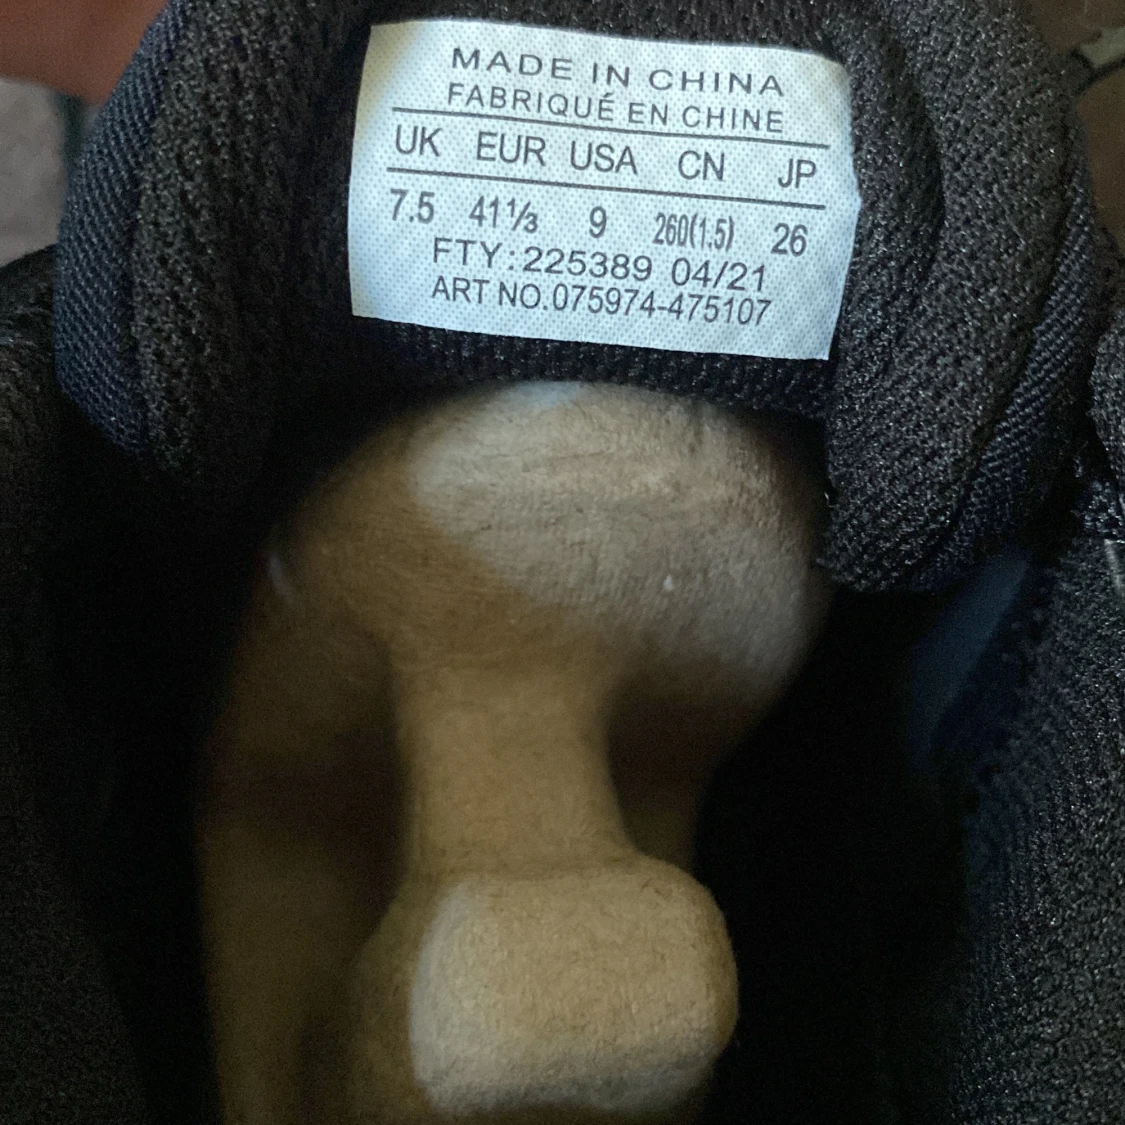 MADE IN CHINA
FABRIQUÉ EN CHINE
UK EUR USA CN JP
7.5 41⅓ 9 260(1.5) 26
FTY:225389 04/21
ART NO.075974-475107